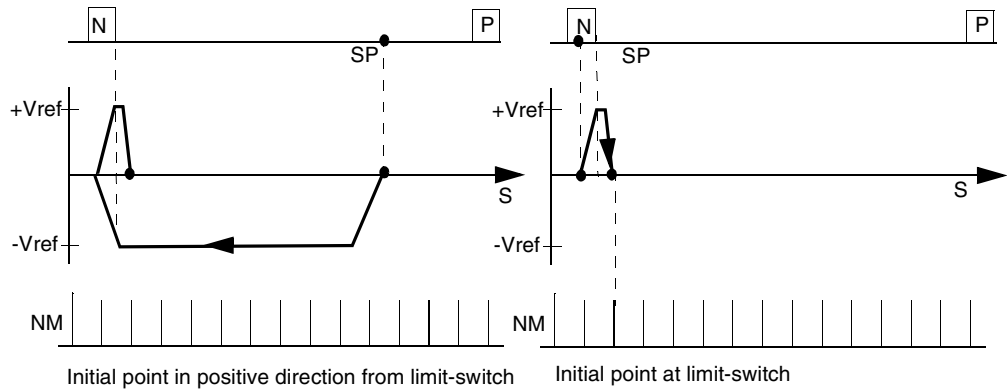 N
P
SP
+Vref
S
-Vref
NM
Initial point in positive direction from limit-switch
N
P
SP
+Vref
S
-Vref
NM
Initial point at limit-switch